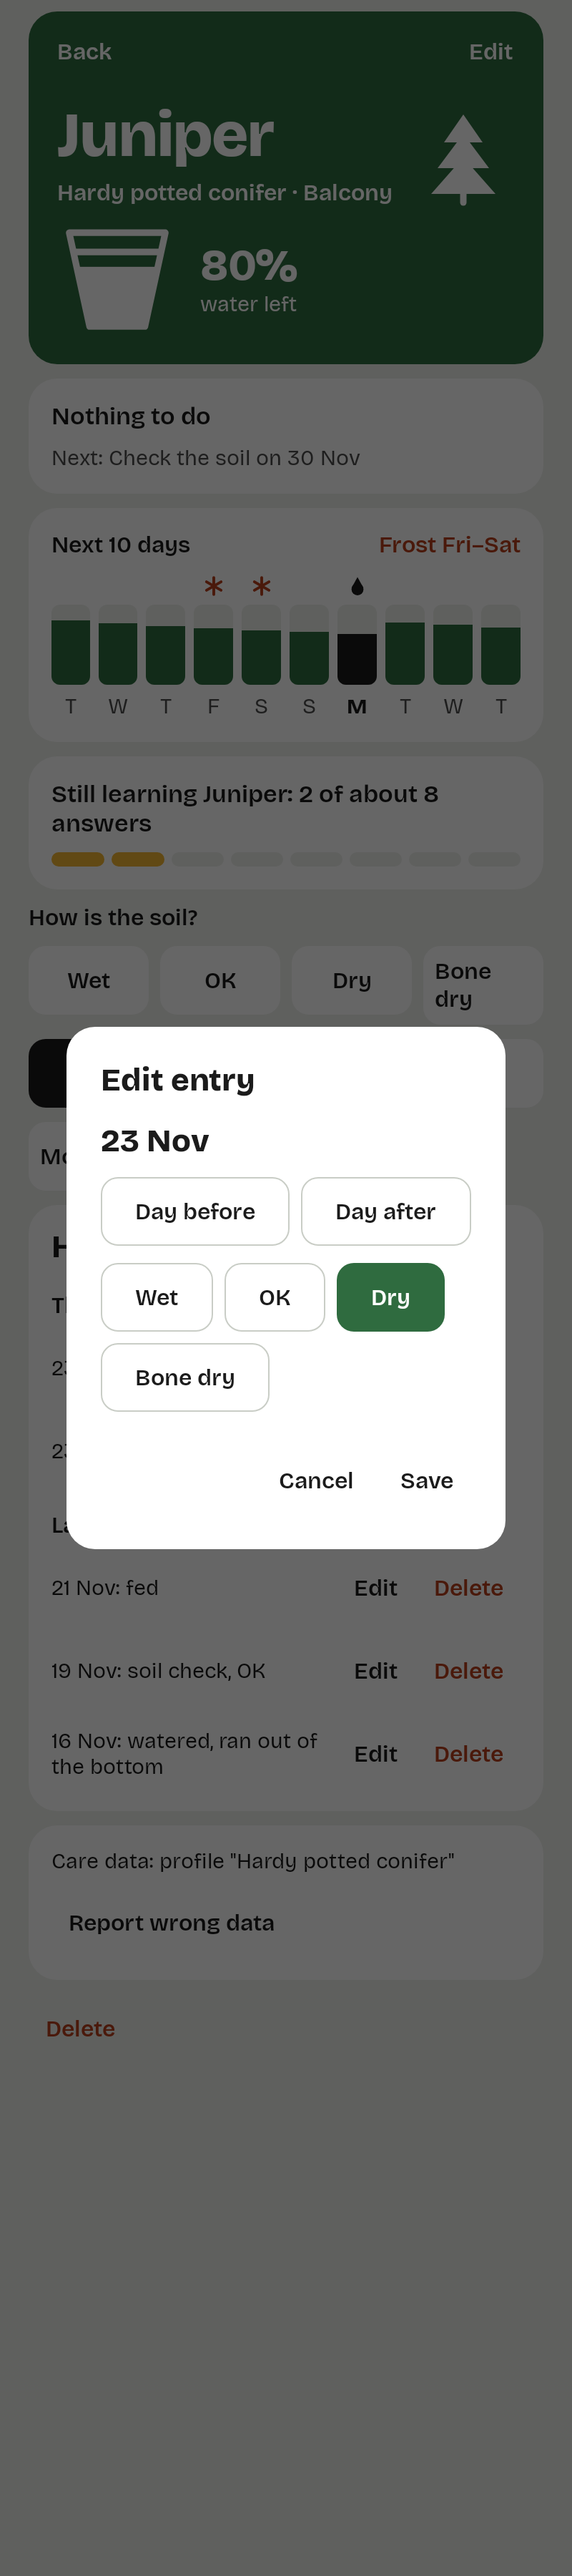 Back
Edit
Juniper
Hardy potted conifer · Balcony
80%
water left
Nothing to do
Next: Check the soil on 30 Nov
Next 10 days
Frost Fri–Sat
T W T F S S M T W T
Still learning Juniper: 2 of about 8
answers
How is the soil?
Wet
OK
Dry
Bone
dry
Edit entry
23 Nov
Day before
Day after
Wet
OK
Dry
Bone dry
Cancel
Save
21 Nov: fed
Edit
Delete
19 Nov: soil check, OK
Edit
Delete
16 Nov: watered, ran out of
the bottom
Edit
Delete
Care data: profile "Hardy potted conifer"
Report wrong data
Delete